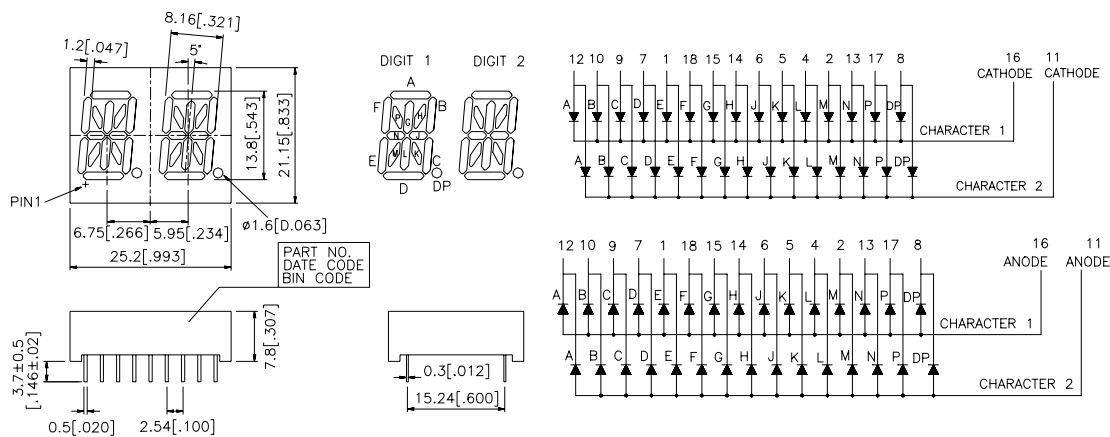 8.16[.321]
1.2[.047]
5°
13.8[.543]
21.15[.833]
PIN1
ø1.6[D.063]
6.75[.266] 5.95[.234]
25.2[.993]
PART NO.
DATE CODE
BIN CODE
3.7±0.5
[.146±.02]
7.8[.307]
0.5[.020]
2.54[.100]
0.3[.012]
15.24[.600]
DIGIT 1 DIGIT 2
A
F B
P G H
N J
M L K
E C
D DP
12 10 9 7 1 18 15 14 6 5 4 2 13 17 8
16 11
CATHODE CATHODE
A B C D E F G H J K L M N P DP
CHARACTER 1
A B C D E F G H J K L M N P DP
CHARACTER 2
12 10 9 7 1 18 15 14 6 5 4 2 13 17 8
16 11
ANODE ANODE
A B C D E F G H J K L M N P DP
CHARACTER 1
A B C D E F G H J K L M N P DP
CHARACTER 2